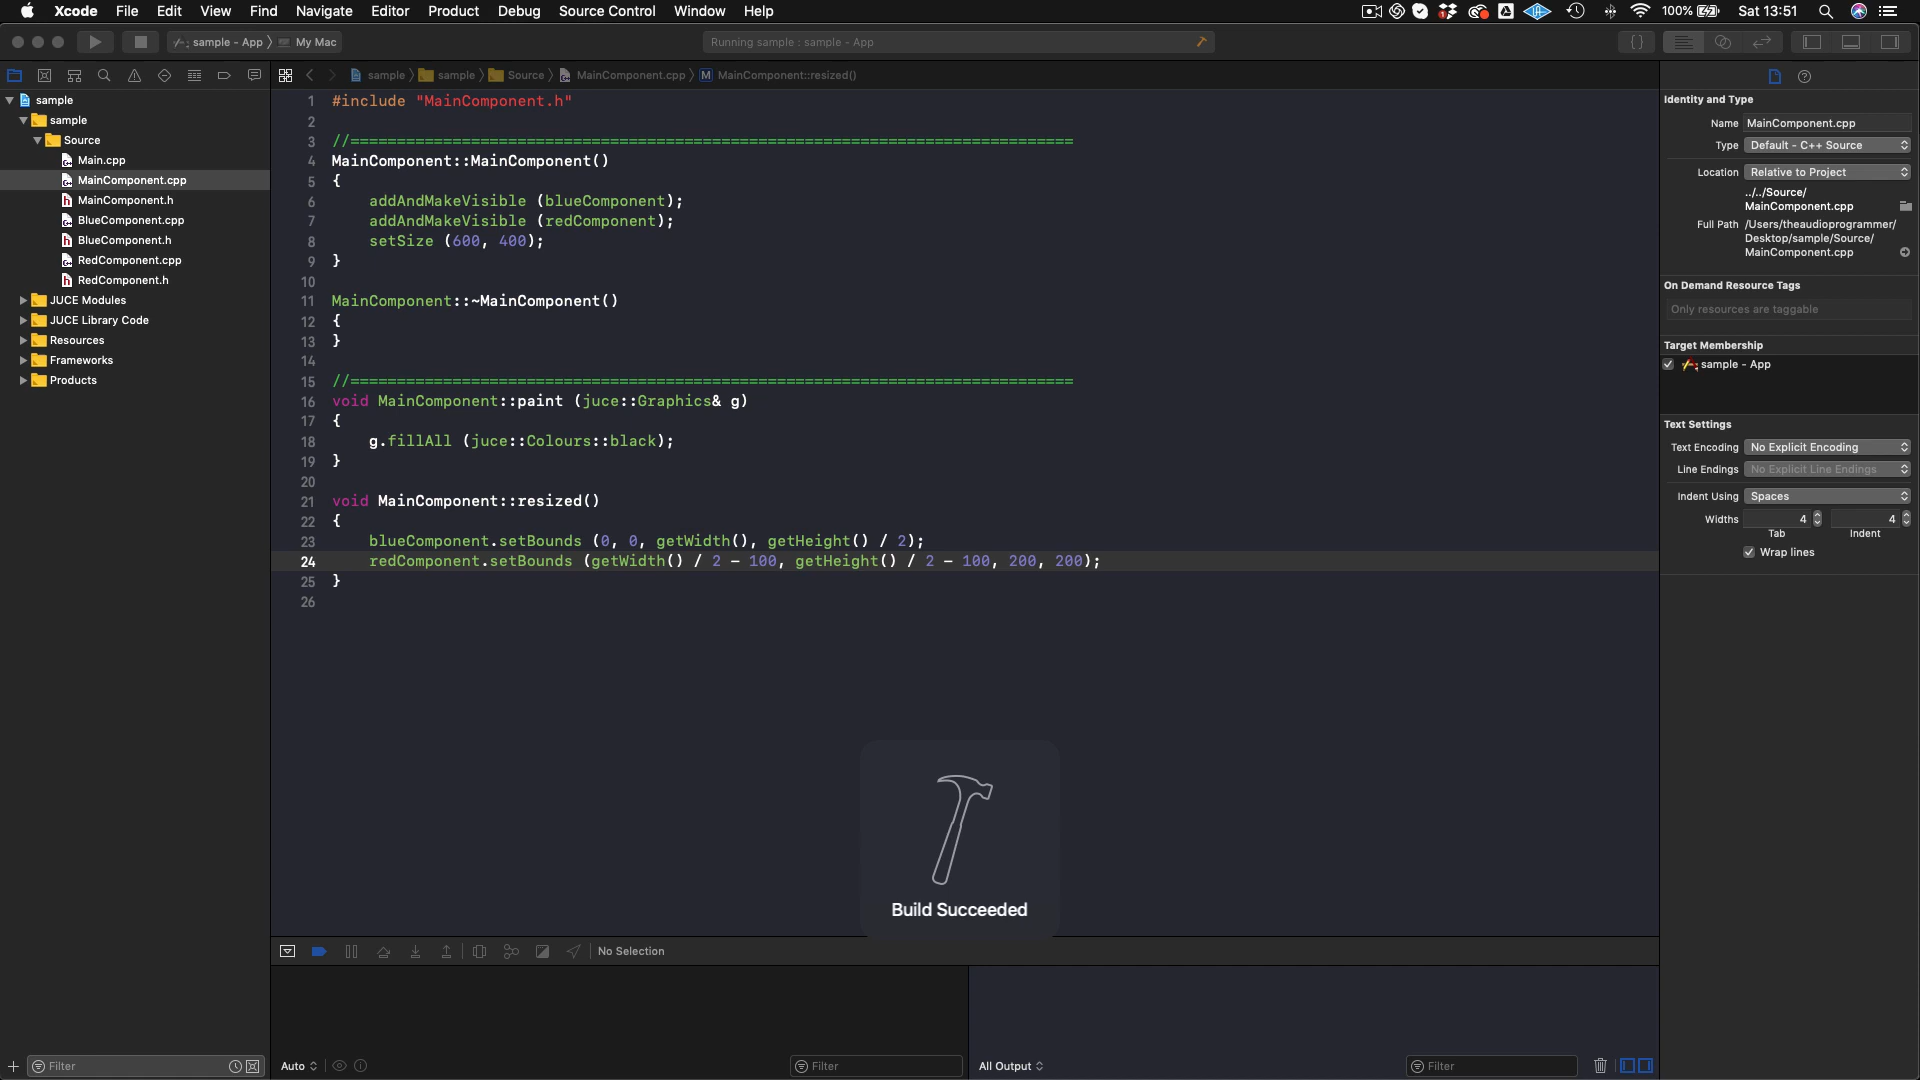 Xcode File Edit View Find Navigate Editor Product Debug Source Control Window Help 100% Sat 13:51
sample - App My Mac Running sample : sample - App {}
sample sample Source MainComponent.cpp M MainComponent::resized()
sample
sample
Source
Main.cpp
MainComponent.cpp
MainComponent.h
BlueComponent.cpp
BlueComponent.h
RedComponent.cpp
RedComponent.h
JUCE Modules
JUCE Library Code
Resources
Frameworks
Products
1 #include "MainComponent.h"
2
3 //==============================================================================
4 MainComponent::MainComponent()
5 {
6 addAndMakeVisible (blueComponent);
7 addAndMakeVisible (redComponent);
8 setSize (600, 400);
9 }
10
11 MainComponent::~MainComponent()
12 {
13 }
14
15 //==============================================================================
16 void MainComponent::paint (juce::Graphics& g)
17 {
18 g.fillAll (juce::Colours::black);
19 }
20
21 void MainComponent::resized()
22 {
23 blueComponent.setBounds (0, 0, getWidth(), getHeight() / 2);
24 redComponent.setBounds (getWidth() / 2 - 100, getHeight() / 2 - 100, 200, 200);
25 }
26
Build Succeeded
No Selection
Filter
Auto
Filter
All Output
Filter
Identity and Type
Name MainComponent.cpp
Type Default - C++ Source
Location Relative to Project
../../Source/
MainComponent.cpp
Full Path /Users/theaudioprogrammer/
Desktop/sample/Source/
MainComponent.cpp
On Demand Resource Tags
Only resources are taggable
Target Membership
sample - App
Text Settings
Text Encoding No Explicit Encoding
Line Endings No Explicit Line Endings
Indent Using Spaces
Widths 4 4
Tab Indent
Wrap lines